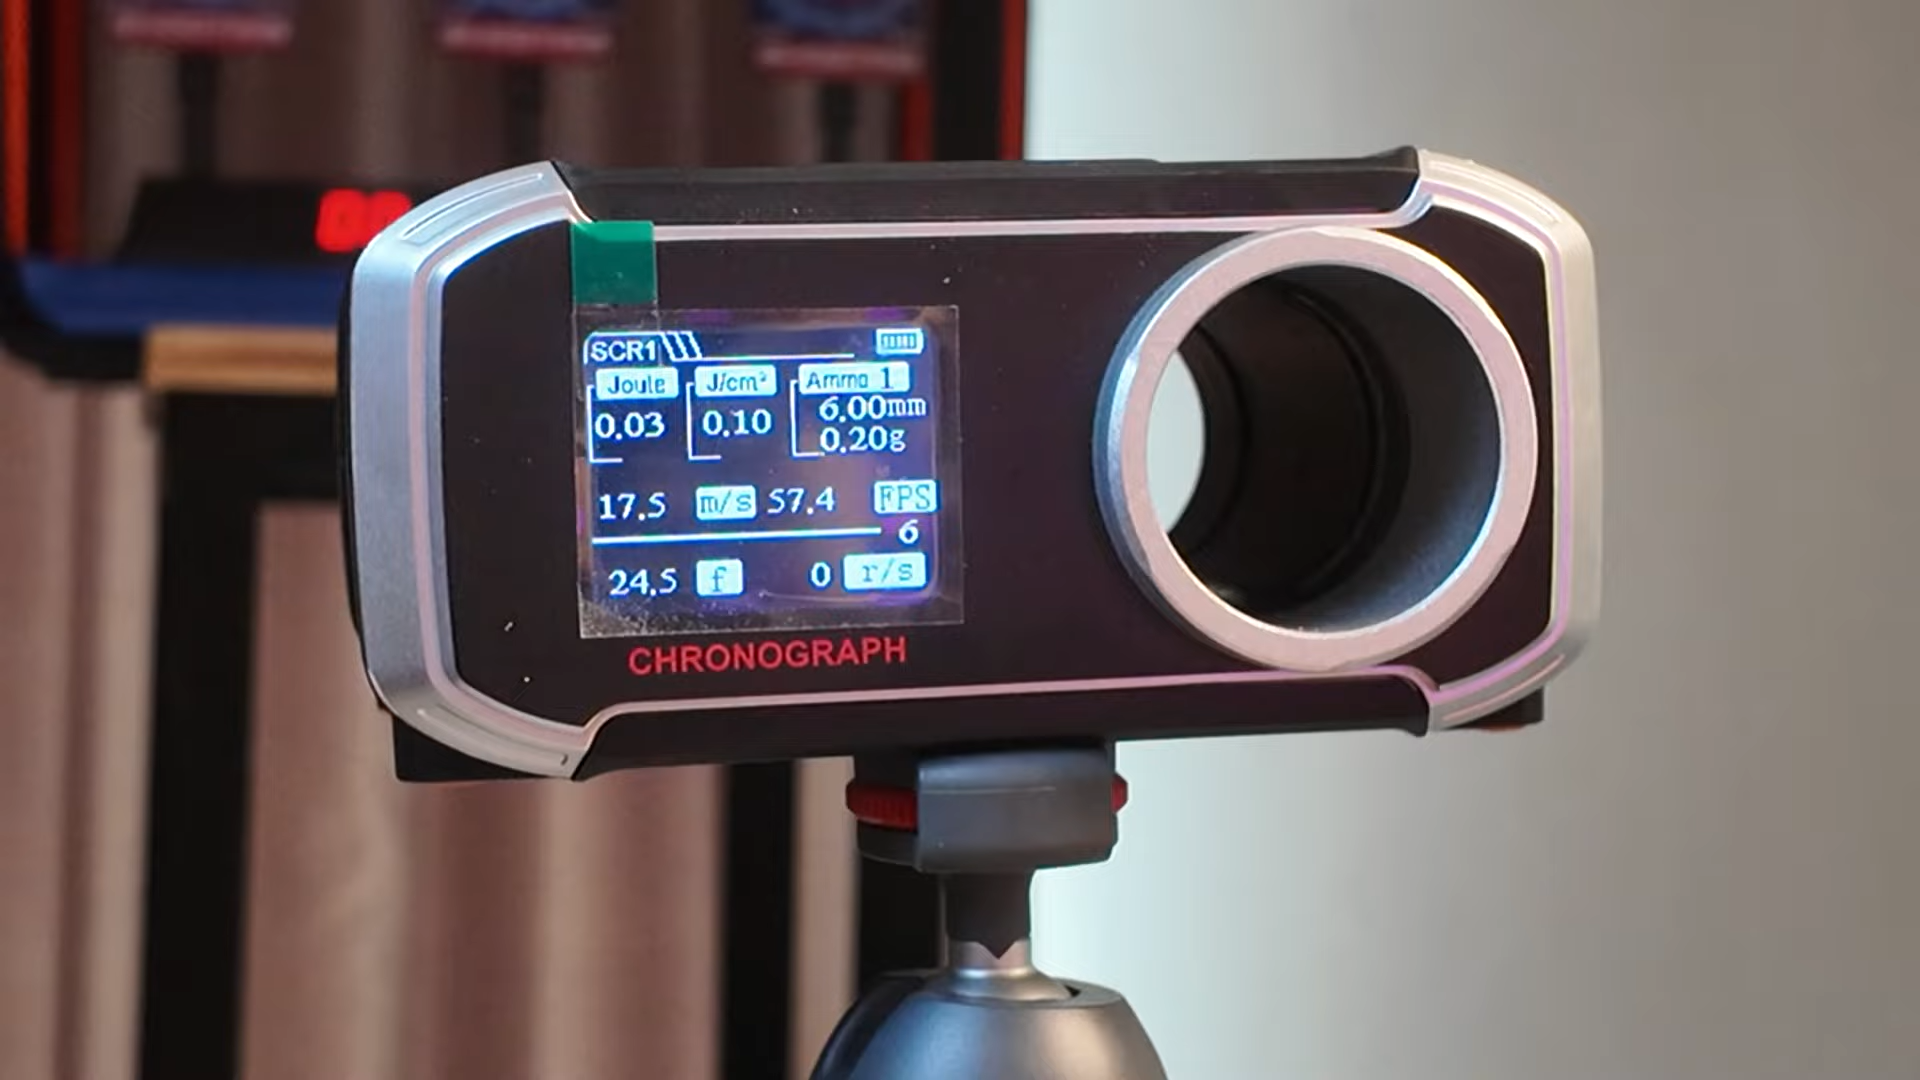 SCR1
Joule J/cm² Ammo 1
0.03 0.10 6.00mm
0.20g
17.5 m/s 57.4 FPS
6
24.5 f 0 r/s
CHRONOGRAPH